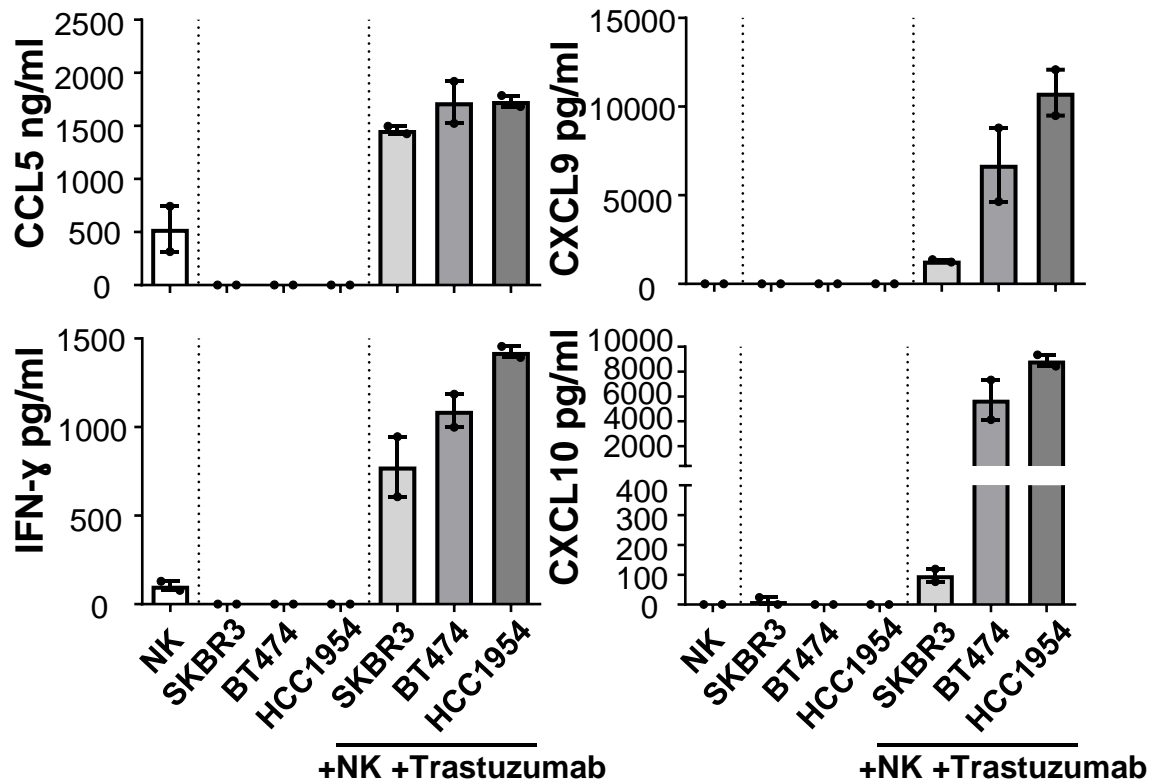 CCL5 ng/ml
2500
2000
1500
1000
500
0
CXCL9 pg/ml
15000
10000
5000
0
IFN-ɣ pg/ml
1500
1000
500
0
NK
SKBR3
BT474
HCC1954
SKBR3
BT474
HCC1954
+NK +Trastuzumab
CXCL10 pg/ml
10000
8000
6000
4000
2000
400
300
200
100
0
NK
SKBR3
BT474
HCC1954
SKBR3
BT474
HCC1954
+NK +Trastuzumab